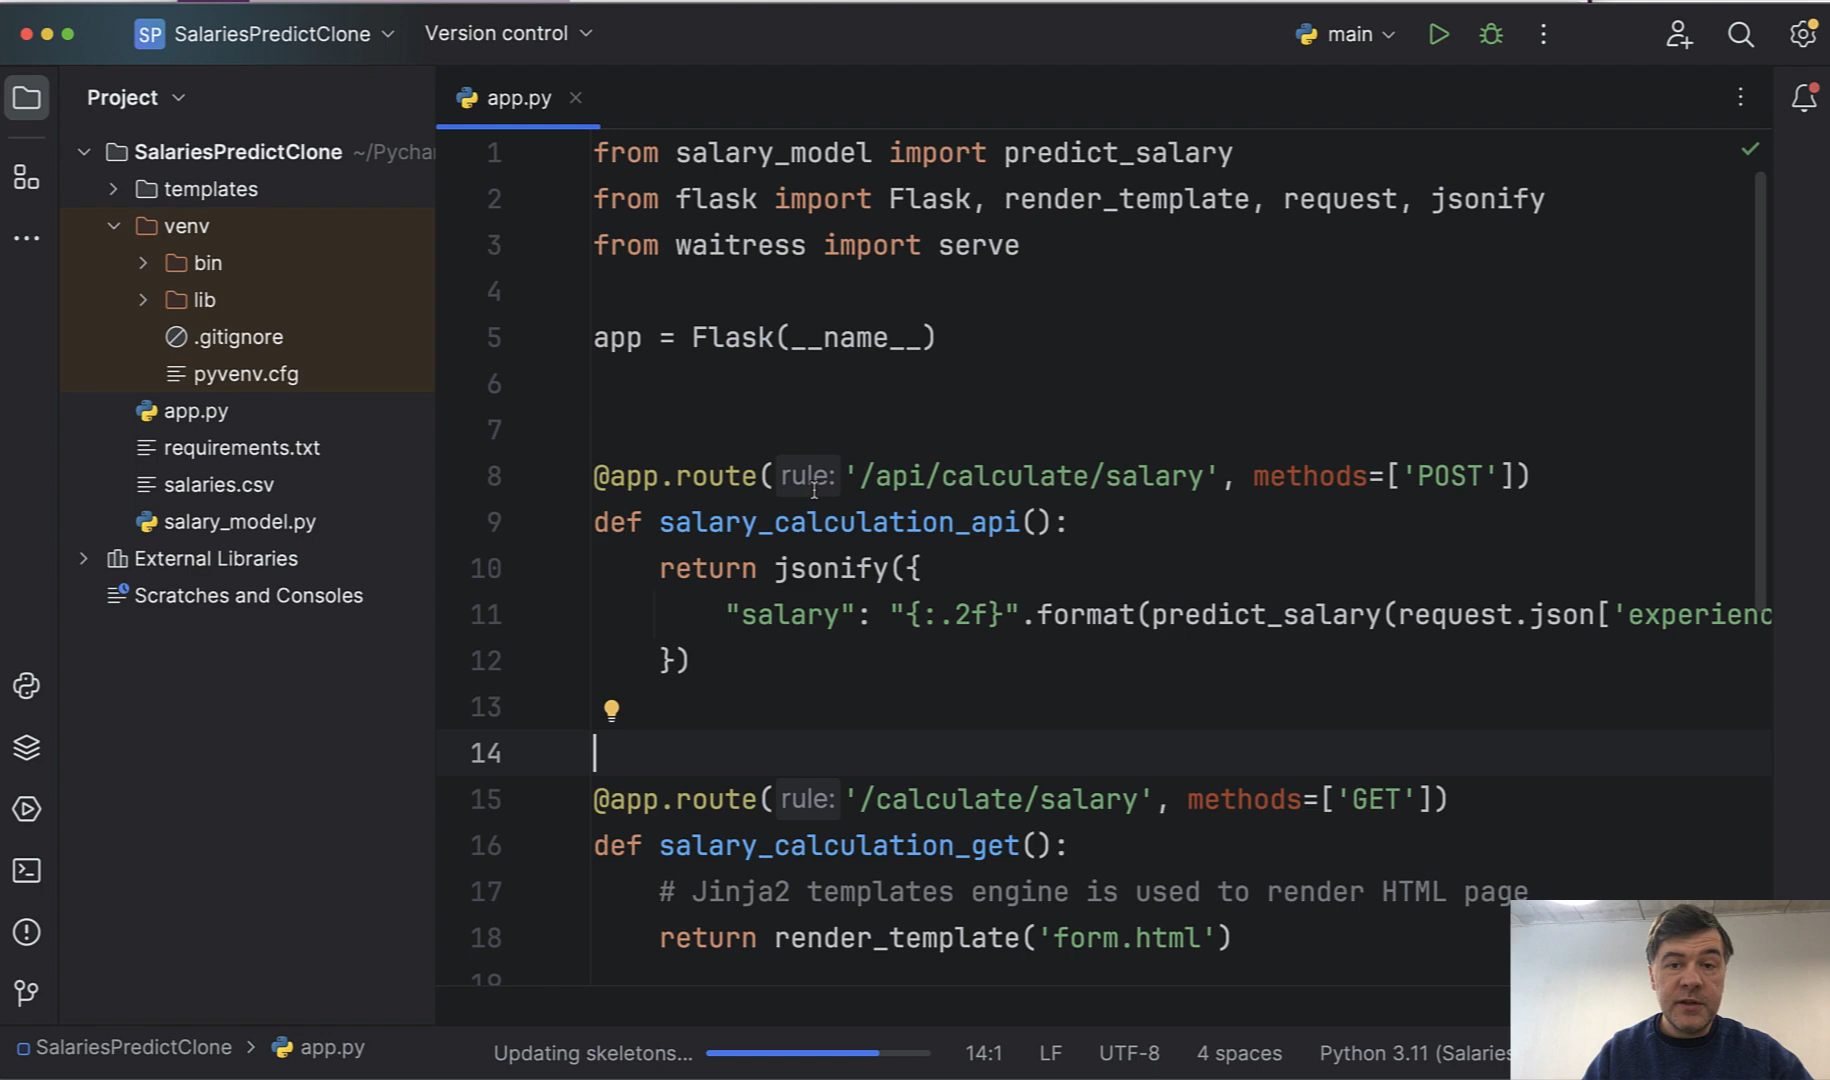 SP SalariesPredictClone Version control main
Project
app.py
SalariesPredictClone ~/Pychar
templates
venv
bin
lib
.gitignore
pyvenv.cfg
app.py
requirements.txt
salaries.csv
salary_model.py
External Libraries
Scratches and Consoles
1 from salary_model import predict_salary
2 from flask import Flask, render_template, request, jsonify
3 from waitress import serve
4
5 app = Flask(__name__)
6
7
8 @app.route( rule: '/api/calculate/salary', methods=['POST'])
9 def salary_calculation_api():
10 return jsonify({
11 "salary": "{:.2f}".format(predict_salary(request.json['experienc
12 })
13
14
15 @app.route( rule: '/calculate/salary', methods=['GET'])
16 def salary_calculation_get():
17 # Jinja2 templates engine is used to render HTML page
18 return render_template('form.html')
19
SalariesPredictClone > app.py
Updating skeletons... 14:1 LF UTF-8 4 spaces Python 3.11 (Salaries